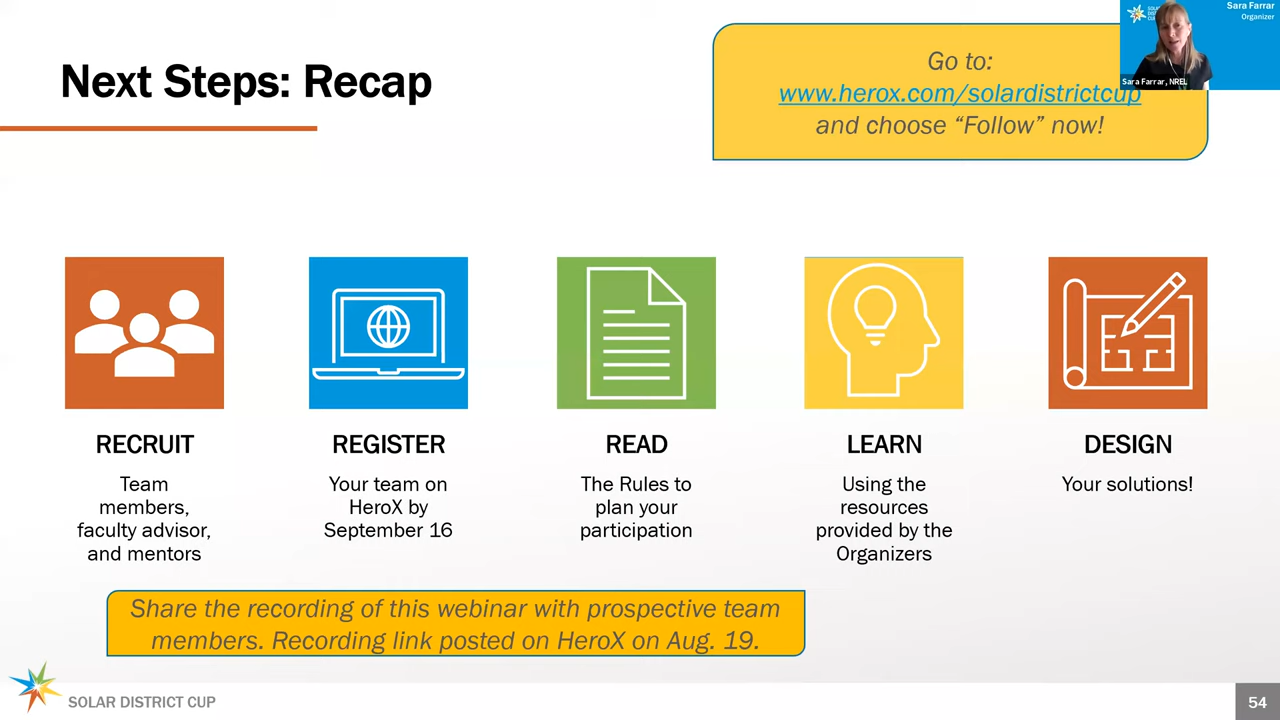 Next Steps: Recap
Go to:
www.herox.com/solardistrictcup
and choose “Follow” now!
SOLAR
DISTRICT
CUP
Sara Farrar
Organizer
Sara Farrar, NREL
RECRUIT
Team
members,
faculty advisor,
and mentors
REGISTER
Your team on
HeroX by
September 16
READ
The Rules to
plan your
participation
LEARN
Using the
resources
provided by the
Organizers
DESIGN
Your solutions!
Share the recording of this webinar with prospective team
members. Recording link posted on HeroX on Aug. 19.
SOLAR DISTRICT CUP
54